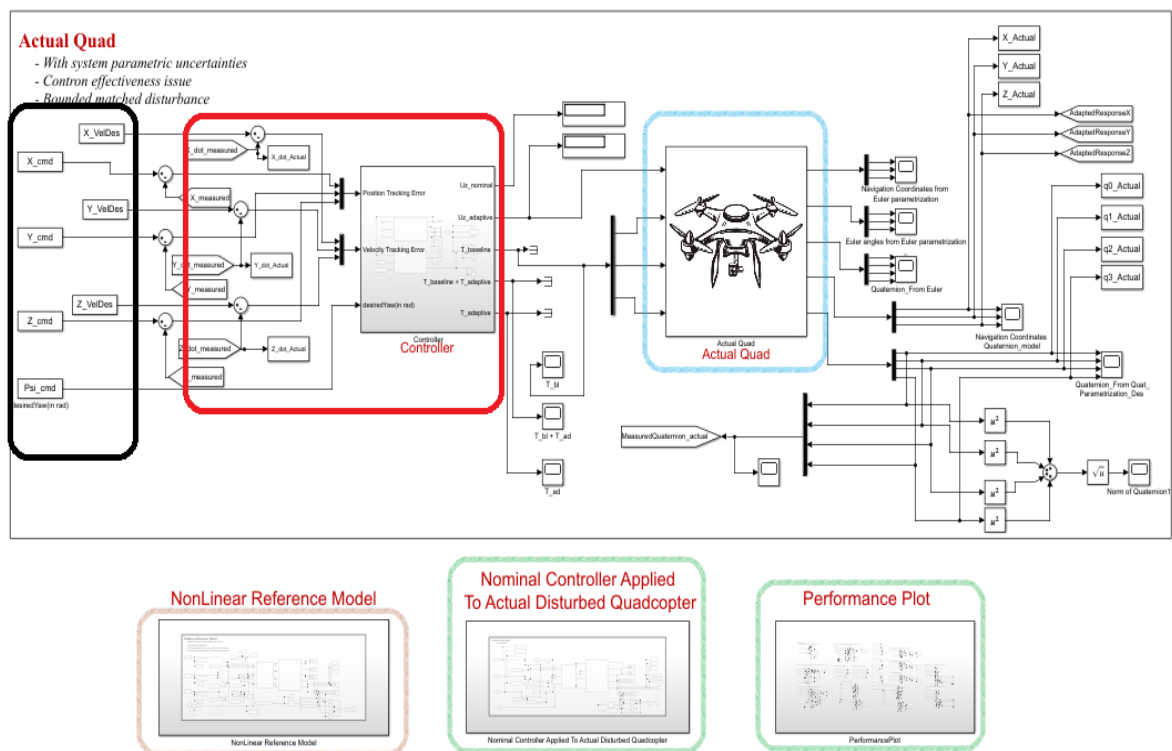 Actual Quad
- With system parametric uncertainties
- Contron effectiveness issue
- Bounded matched disturbance
X_VelDes
X_cmd
Y_VelDes
Y_cmd
Z_VelDes
Z_cmd
Psi_cmd
desiredYaw(in rad)
X_dot_measured
X_dot_Actual
X_measured
Y_dot_measured
Y_dot_Actual
Y_measured
Z_dot_measured
Z_dot_Actual
_measured
Position Tracking Error
Velocity Tracking Error
desiredYaw(in rad)
Uz_nominal
Uz_adaptive
T_baseline
T_baseline + T_adaptive
T_adaptive
Controller
Controller
T_bl
T_bl + T_ad
T_ad
Actual Quad
Actual Quad
Navigation Coordinates from
Euler parametrization
Euler angles from Euler parametrization
Quaternion_From Euler
Navigation Coordinates
Quaternion_model
X_Actual
Y_Actual
Z_Actual
AdaptedResponseX
AdaptedResponseY
AdaptedResponseZ
q0_Actual
q1_Actual
q2_Actual
q3_Actual
Quaternion_From Quat_
Parametrization_Des
MeasuredQuaternion_actual
u²
u²
u²
u²
√u
Norm of Quaternion1
NonLinear Reference Model
NonLinear Reference Model
Nominal Controller Applied
To Actual Disturbed Quadcopter
Nominal Controller Applied To Actual Disturbed Quadcopter
Performance Plot
PerformancePlot